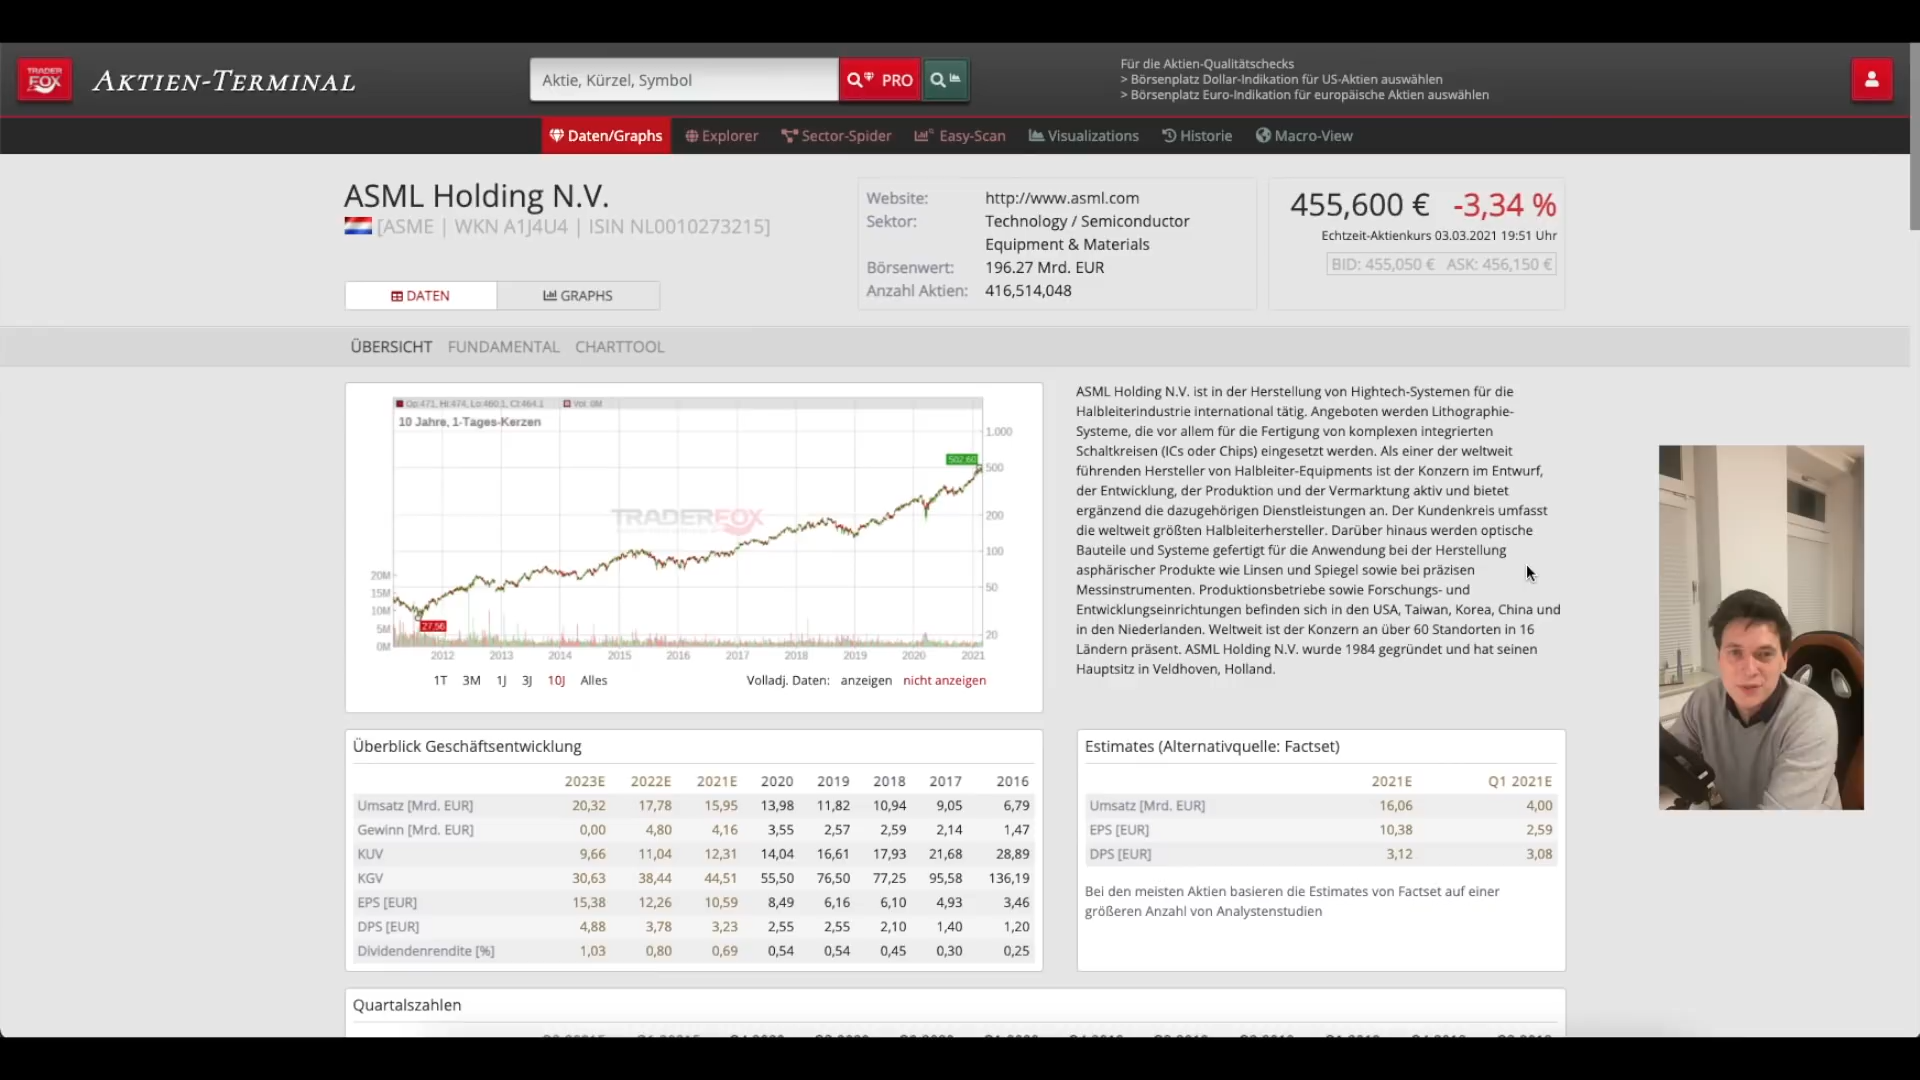 TRADER FOX
AKTIEN-TERMINAL
Aktie, Kürzel, Symbol
PRO
Für die Aktien-Qualitätschecks
> Börsenplatz Dollar-Indikation für US-Aktien auswählen
> Börsenplatz Euro-Indikation für europäische Aktien auswählen
Daten/Graphs Explorer Sector-Spider Easy-Scan Visualizations Historie Macro-View
ASML Holding N.V.
[ASME | WKN A1J4U4 | ISIN NL0010273215]
DATEN GRAPHS
Website: http://www.asml.com
Sektor: Technology / Semiconductor
Equipment & Materials
Börsenwert: 196.27 Mrd. EUR
Anzahl Aktien: 416,514,048
455,600 € -3,34 %
Echtzeit-Aktienkurs 03.03.2021 19:51 Uhr
BID: 455,050 € ASK: 456,150 €
ÜBERSICHT FUNDAMENTAL CHARTTOOL
Op:471, Hi:474, Lo:460.1, Cl:464.1 Vol: 0M
10 Jahre, 1-Tages-Kerzen
1.000
502.60
500
TRADERFOX
200
100
20M
50
15M
10M
27.56
5M
20
0M
2012 2013 2014 2015 2016 2017 2018 2019 2020 2021
1T 3M 1J 3J 10J Alles
Volladj. Daten: anzeigen nicht anzeigen
ASML Holding N.V. ist in der Herstellung von Hightech-Systemen für die
Halbleiterindustrie international tätig. Angeboten werden Lithographie-
Systeme, die vor allem für die Fertigung von komplexen integrierten
Schaltkreisen (ICs oder Chips) eingesetzt werden. Als einer der weltweit
führenden Hersteller von Halbleiter-Equipments ist der Konzern im Entwurf,
der Entwicklung, der Produktion und der Vermarktung aktiv und bietet
ergänzend die dazugehörigen Dienstleistungen an. Der Kundenkreis umfasst
die weltweit größten Halbleiterhersteller. Darüber hinaus werden optische
Bauteile und Systeme gefertigt für die Anwendung bei der Herstellung
asphärischer Produkte wie Linsen und Spiegel sowie bei präzisen
Messinstrumenten. Produktionsbetriebe sowie Forschungs- und
Entwicklungseinrichtungen befinden sich in den USA, Taiwan, Korea, China und
in den Niederlanden. Weltweit ist der Konzern an über 60 Standorten in 16
Ländern präsent. ASML Holding N.V. wurde 1984 gegründet und hat seinen
Hauptsitz in Veldhoven, Holland.
Überblick Geschäftsentwicklung
2023E 2022E 2021E 2020 2019 2018 2017 2016
Umsatz [Mrd. EUR] 20,32 17,78 15,95 13,98 11,82 10,94 9,05 6,79
Gewinn [Mrd. EUR] 0,00 4,80 4,16 3,55 2,57 2,59 2,14 1,47
KUV 9,66 11,04 12,31 14,04 16,61 17,93 21,68 28,89
KGV 30,63 38,44 44,51 55,50 76,50 77,25 95,58 136,19
EPS [EUR] 15,38 12,26 10,59 8,49 6,16 6,10 4,93 3,46
DPS [EUR] 4,88 3,78 3,23 2,55 2,55 2,10 1,40 1,20
Dividendenrendite [%] 1,03 0,80 0,69 0,54 0,54 0,45 0,30 0,25
Estimates (Alternativquelle: Factset)
2021E Q1 2021E
Umsatz [Mrd. EUR] 16,06 4,00
EPS [EUR] 10,38 2,59
DPS [EUR] 3,12 3,08
Bei den meisten Aktien basieren die Estimates von Factset auf einer
größeren Anzahl von Analystenstudien
Quartalszahlen